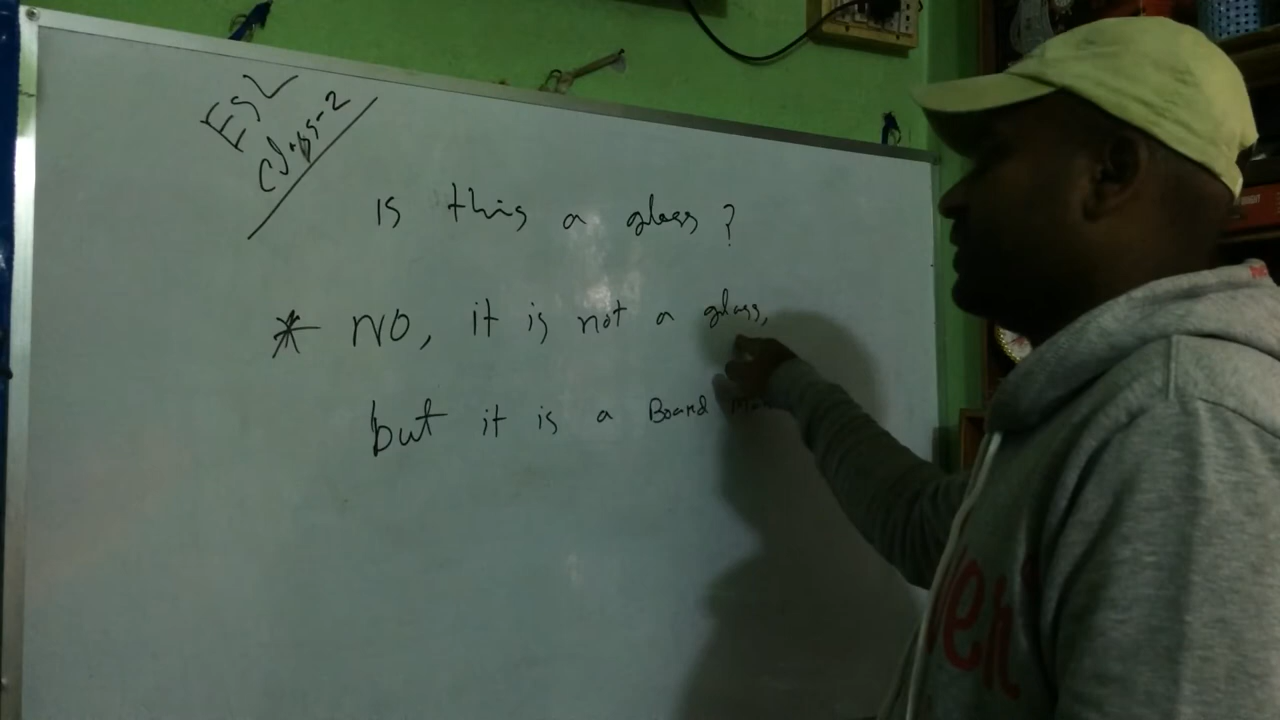 ESL
Class-2
is this a glass?
* NO, it is not a glass,
but it is a Board